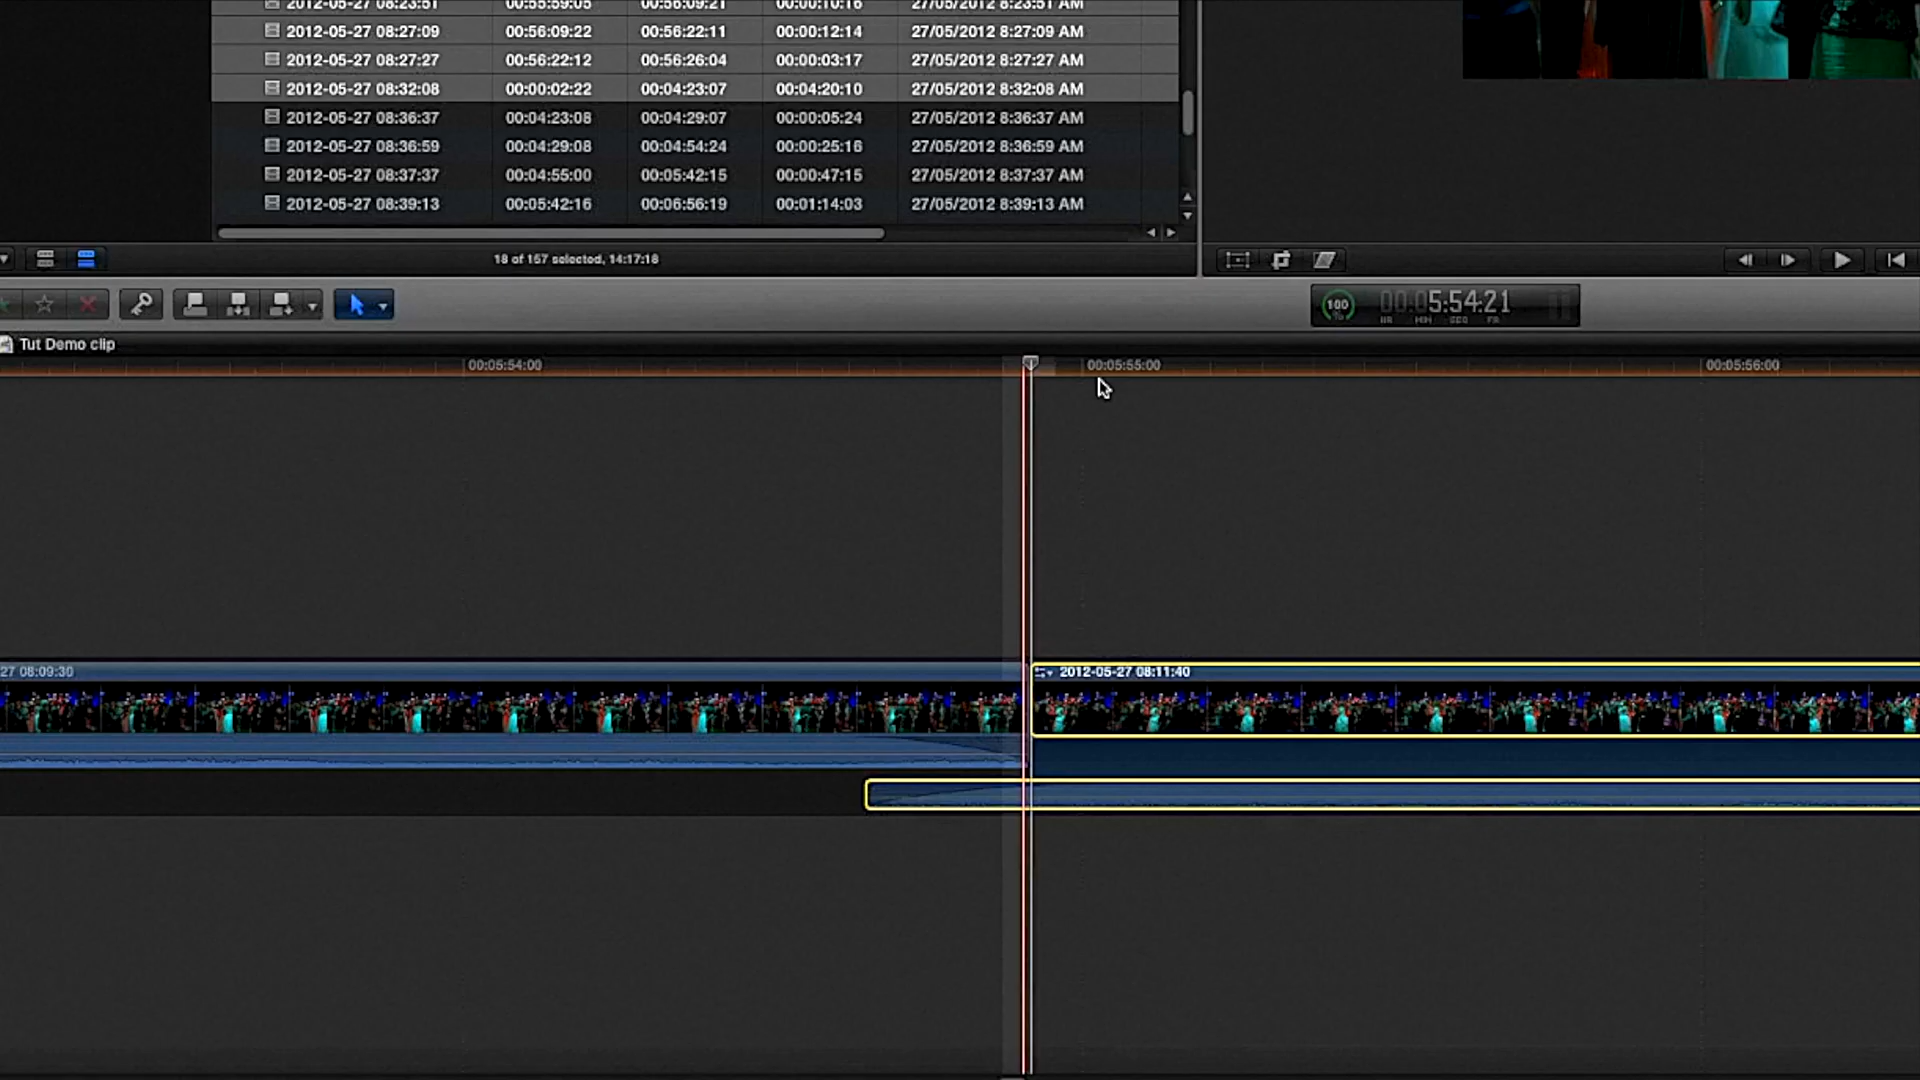 2012-05-27 08:23:51 00:55:59:05 00:56:09:21 00:00:10:16 27/05/2012 8:23:51 AM
2012-05-27 08:27:09 00:56:09:22 00:56:22:11 00:00:12:14 27/05/2012 8:27:09 AM
2012-05-27 08:27:27 00:56:22:12 00:56:26:04 00:00:03:17 27/05/2012 8:27:27 AM
2012-05-27 08:32:08 00:00:02:22 00:04:23:07 00:04:20:10 27/05/2012 8:32:08 AM
2012-05-27 08:36:37 00:04:23:08 00:04:29:07 00:00:05:24 27/05/2012 8:36:37 AM
2012-05-27 08:36:59 00:04:29:08 00:04:54:24 00:00:25:16 27/05/2012 8:36:59 AM
2012-05-27 08:37:37 00:04:55:00 00:05:42:15 00:00:47:15 27/05/2012 8:37:37 AM
2012-05-27 08:39:13 00:05:42:16 00:06:56:19 00:01:14:03 27/05/2012 8:39:13 AM
18 of 157 selected, 14:17:18
100 00:05:54:21
% HR MIN SEC FR
Tut Demo clip
00:05:54:00 00:05:55:00 00:05:56:00
27 08:09:30 2012-05-27 08:11:40